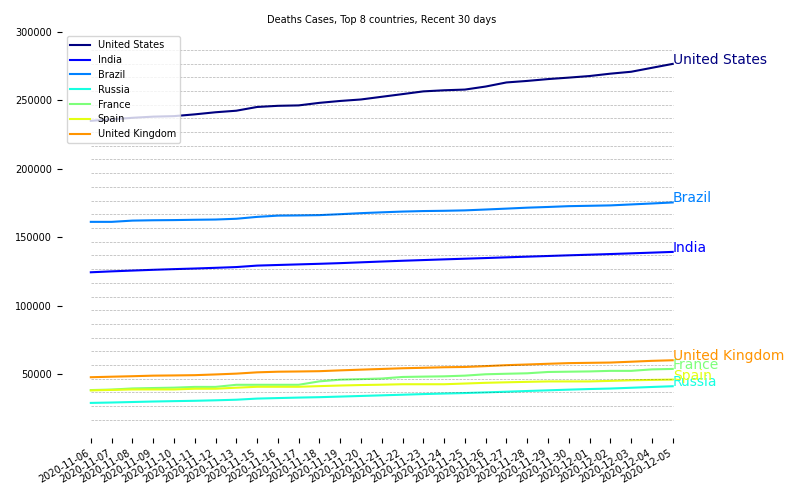 Deaths Cases, Top 8 countries, Recent 30 days
300000
250000
200000
150000
100000
50000
United States
India
Brazil
Russia
France
Spain
United Kingdom
United States
Brazil
India
United Kingdom
France
Spain
Russia
2020-11-06
2020-11-07
2020-11-08
2020-11-09
2020-11-10
2020-11-11
2020-11-12
2020-11-13
2020-11-15
2020-11-16
2020-11-17
2020-11-18
2020-11-19
2020-11-20
2020-11-21
2020-11-22
2020-11-23
2020-11-24
2020-11-25
2020-11-26
2020-11-27
2020-11-28
2020-11-29
2020-11-30
2020-12-01
2020-12-02
2020-12-03
2020-12-04
2020-12-05